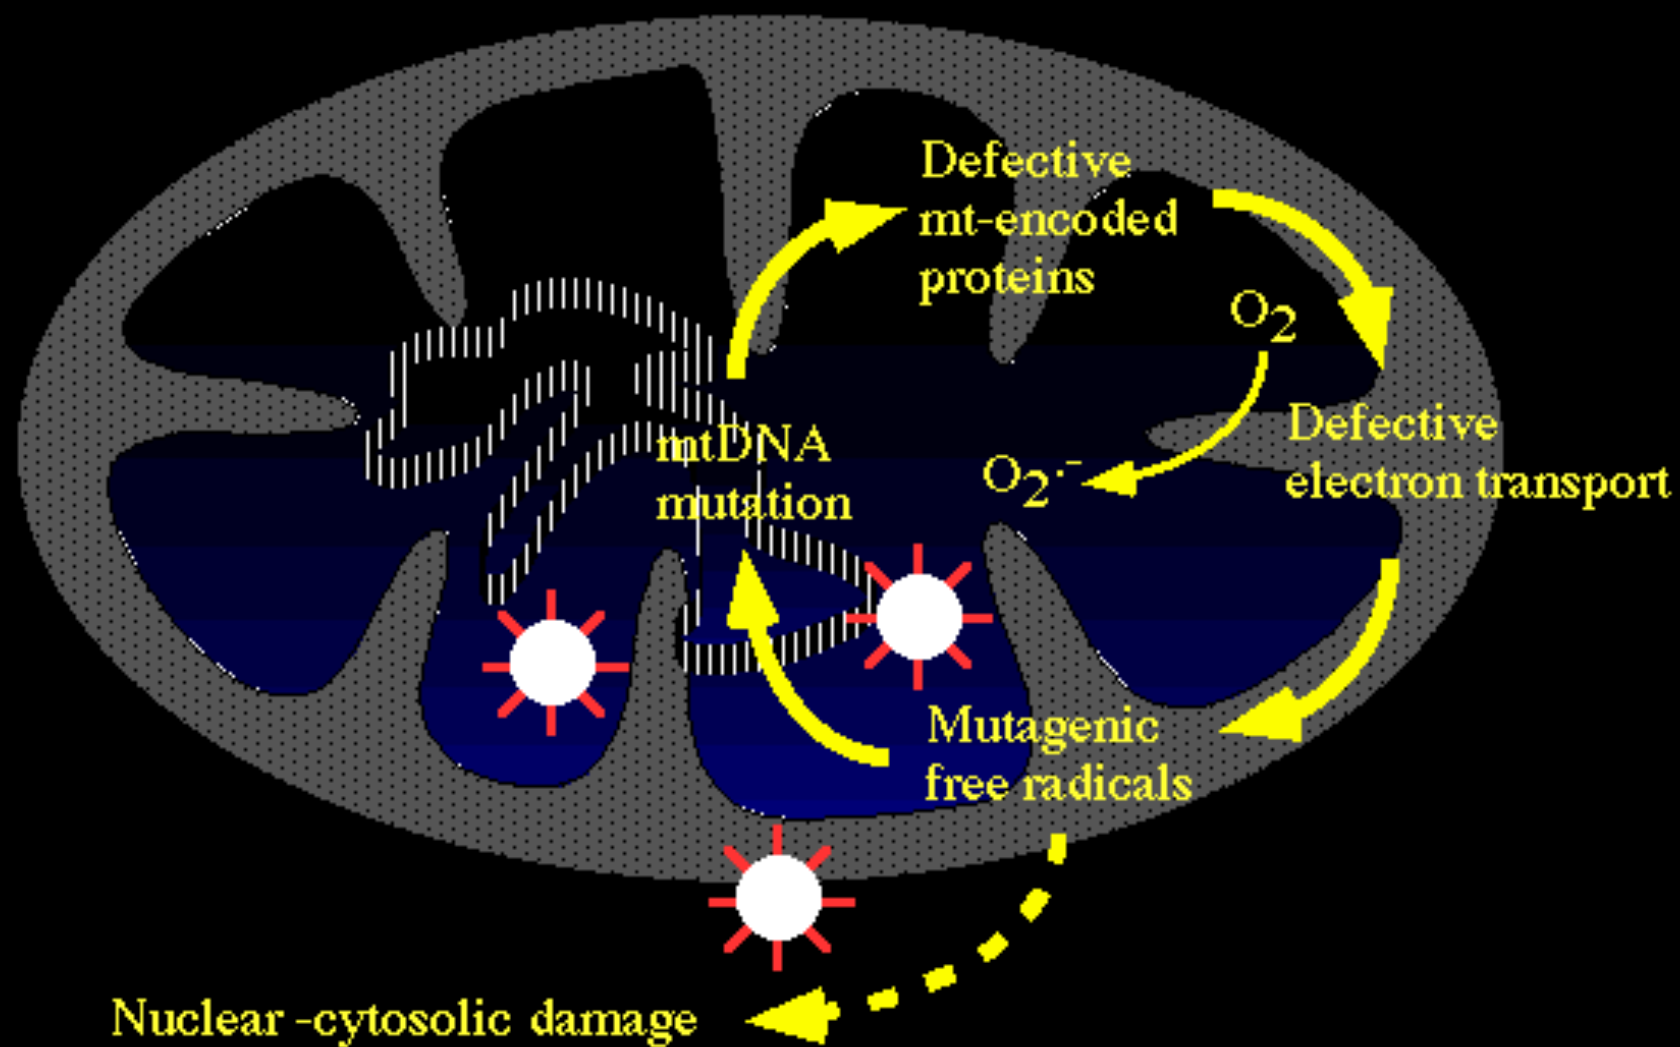 Defective
mt-encoded
proteins
O₂
Defective
electron transport
mtDNA
mutation
O₂·⁻
Mutagenic
free radicals
Nuclear -cytosolic damage